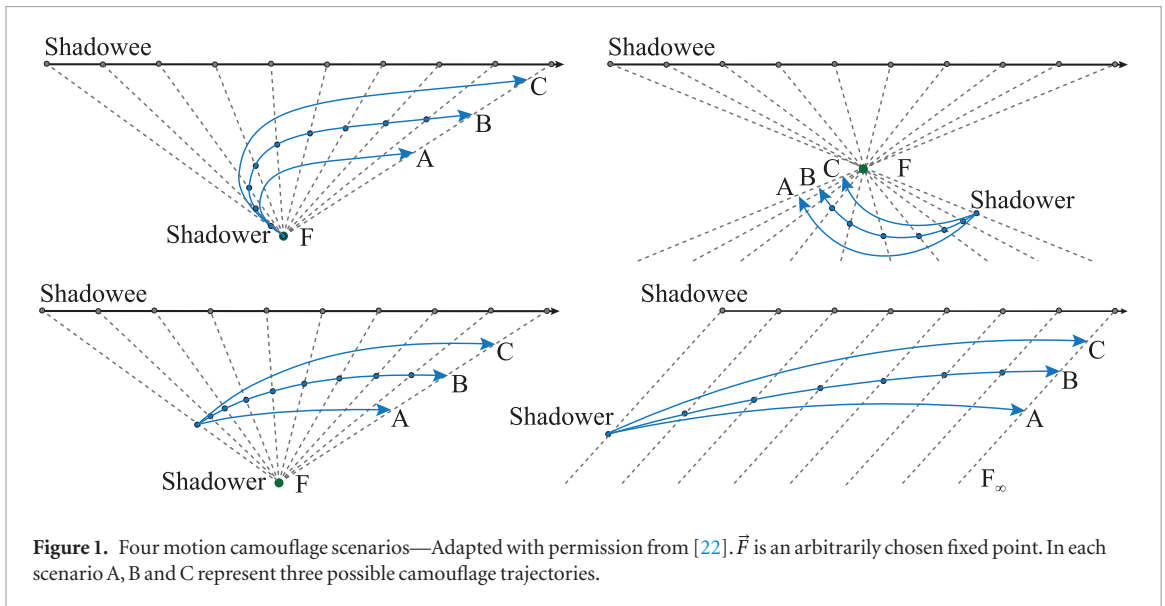 Shadowee
C
B
A
Shadower
F
Shadowee
A
B
C
F
Shadower
Shadowee
C
B
A
Shadower
F
Shadowee
C
B
A
Shadower
F∞
Figure 1. Four motion camouflage scenarios—Adapted with permission from [22]. F⃗ is an arbitrarily chosen fixed point. In each
scenario A, B and C represent three possible camouflage trajectories.